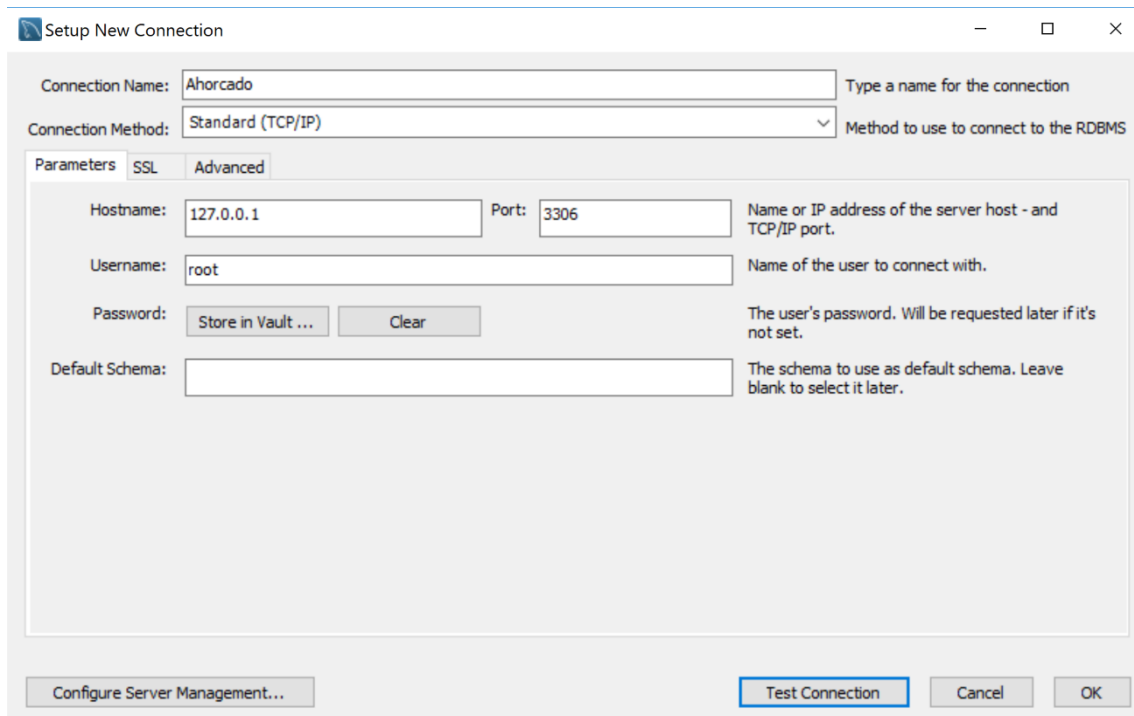 Setup New Connection
Connection Name: Ahorcado Type a name for the connection
Connection Method: Standard (TCP/IP) Method to use to connect to the RDBMS
Parameters SSL Advanced
Hostname: 127.0.0.1 Port: 3306 Name or IP address of the server host - and
TCP/IP port.
Username: root Name of the user to connect with.
Password: Store in Vault ... Clear The user's password. Will be requested later if it's
not set.
Default Schema: The schema to use as default schema. Leave
blank to select it later.
Configure Server Management... Test Connection Cancel OK